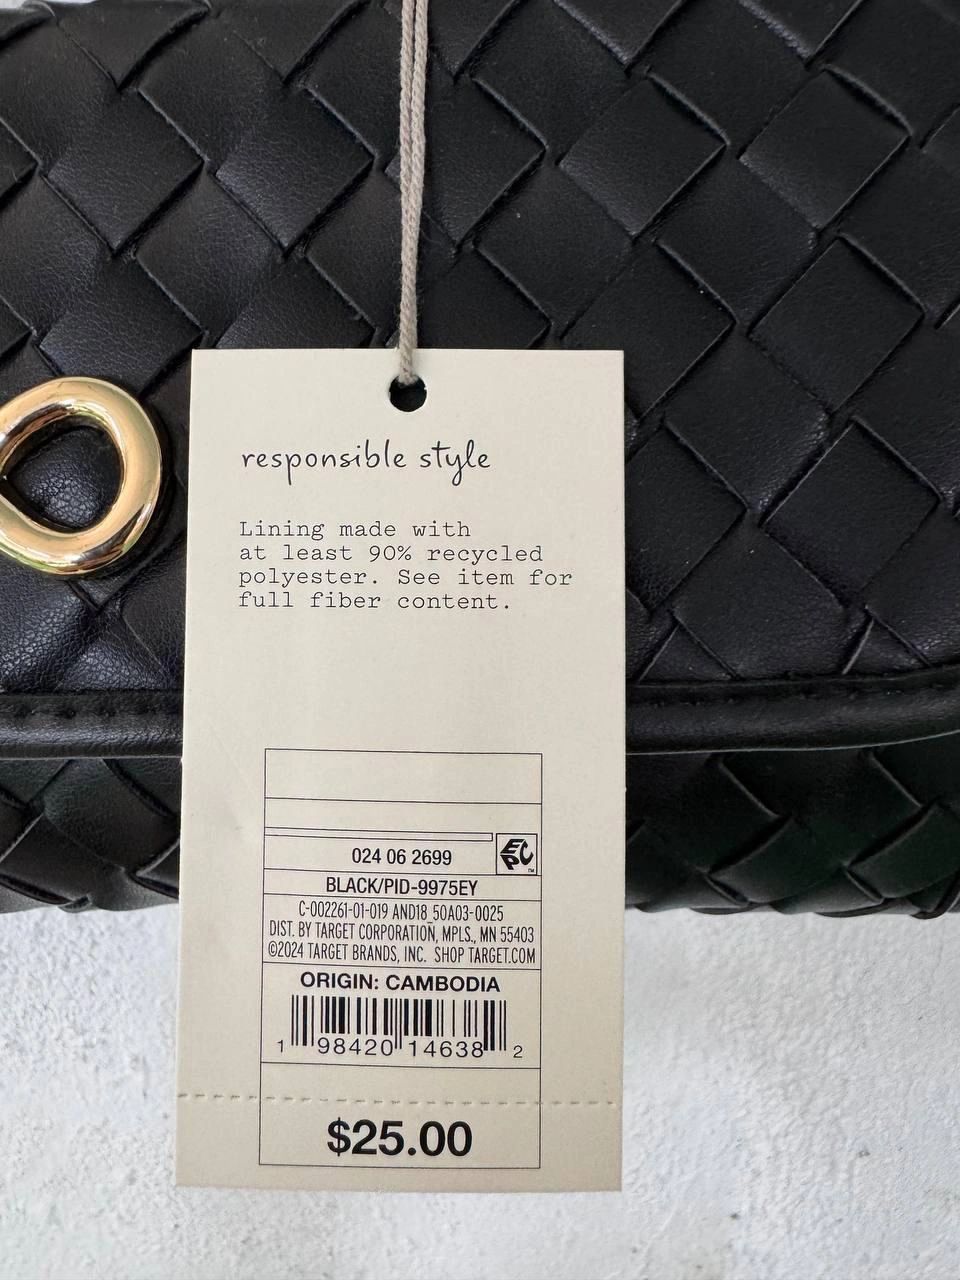 responsible style
Lining made with
at least 90% recycled
polyester. See item for
full fiber content.
024 06 2699
EPC
™
BLACK/PID-9975EY
C-002261-01-019 AND18_50A03-0025
DIST. BY TARGET CORPORATION, MPLS., MN 55403
©2024 TARGET BRANDS, INC. SHOP TARGET.COM
ORIGIN: CAMBODIA
1 98420 14638 2
$25.00